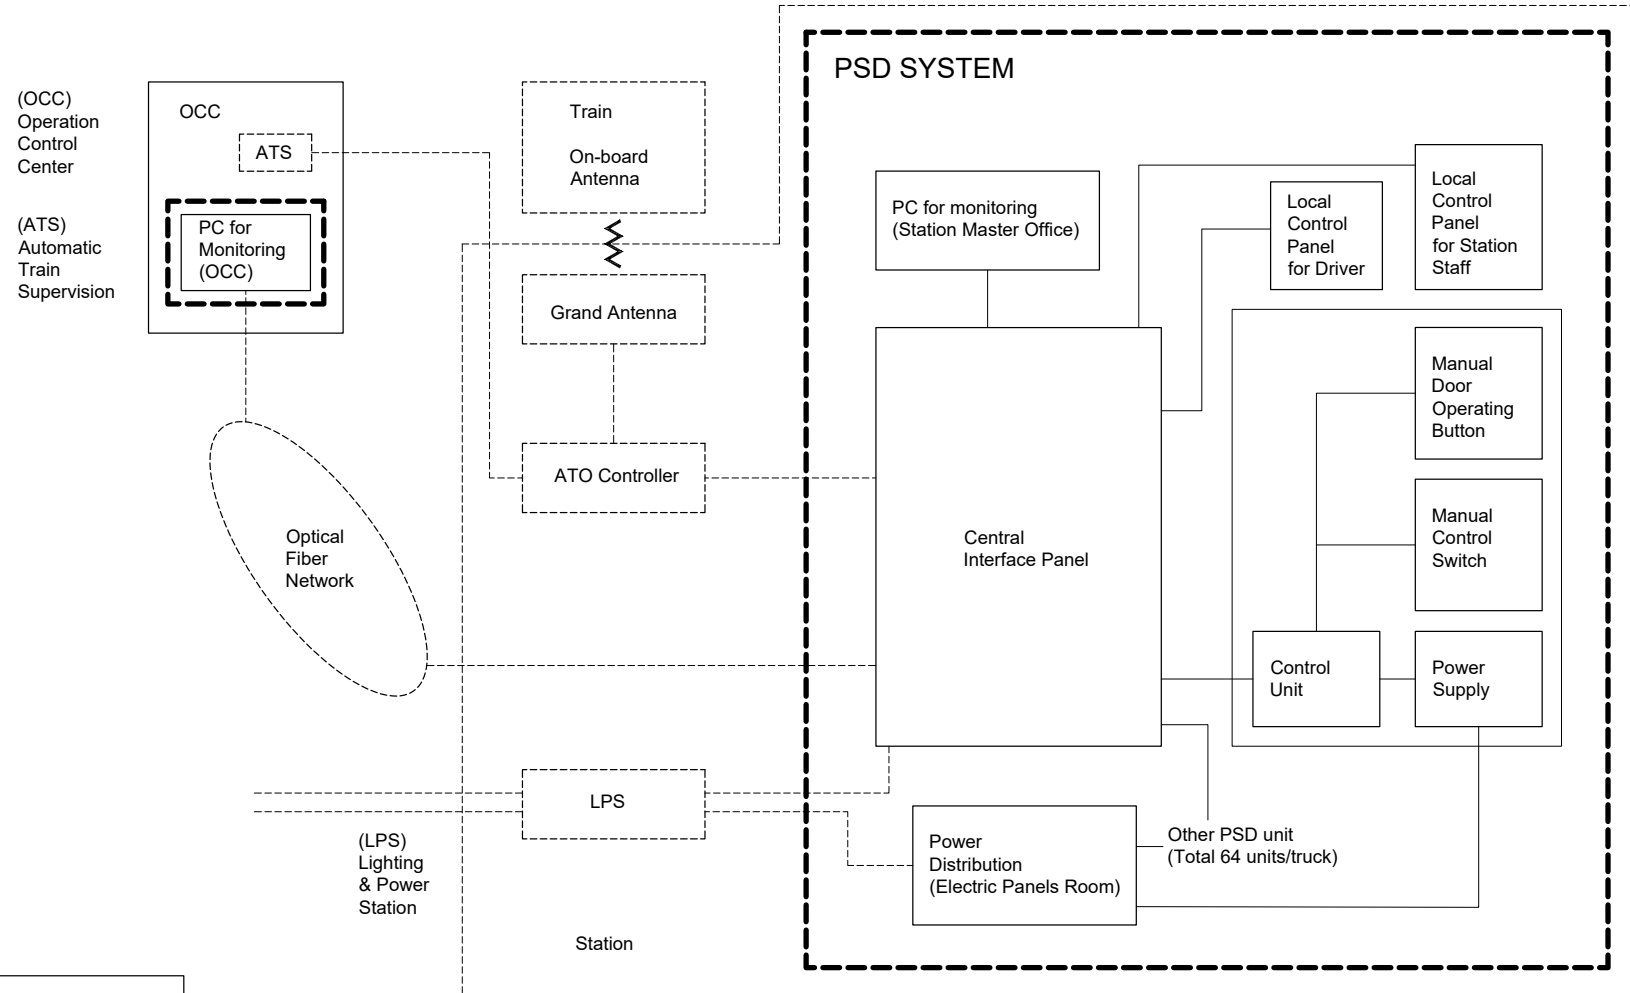 PSD SYSTEM
(OCC)
Operation
Control
Center
(ATS)
Automatic
Train
Supervision
OCC
ATS
PC for
Monitoring
(OCC)
Train
On-board
Antenna
Grand Antenna
ATO Controller
Optical
Fiber
Network
LPS
(LPS)
Lighting
& Power
Station
Station
PC for monitoring
(Station Master Office)
Local
Control
Panel
for Driver
Local
Control
Panel
for Station
Staff
Manual
Door
Operating
Button
Manual
Control
Switch
Central
Interface Panel
Control
Unit
Power
Supply
Power
Distribution
(Electric Panels Room)
Other PSD unit
(Total 64 units/truck)